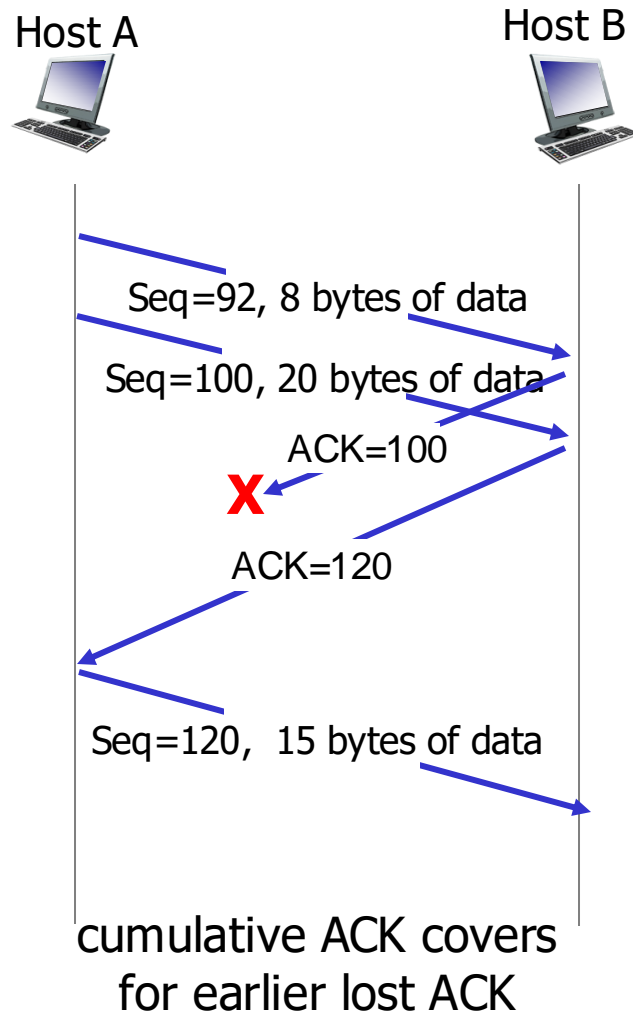 Host A
Host B
Seq=92, 8 bytes of data
Seq=100, 20 bytes of data
ACK=100
X
ACK=120
Seq=120, 15 bytes of data
cumulative ACK covers
for earlier lost ACK